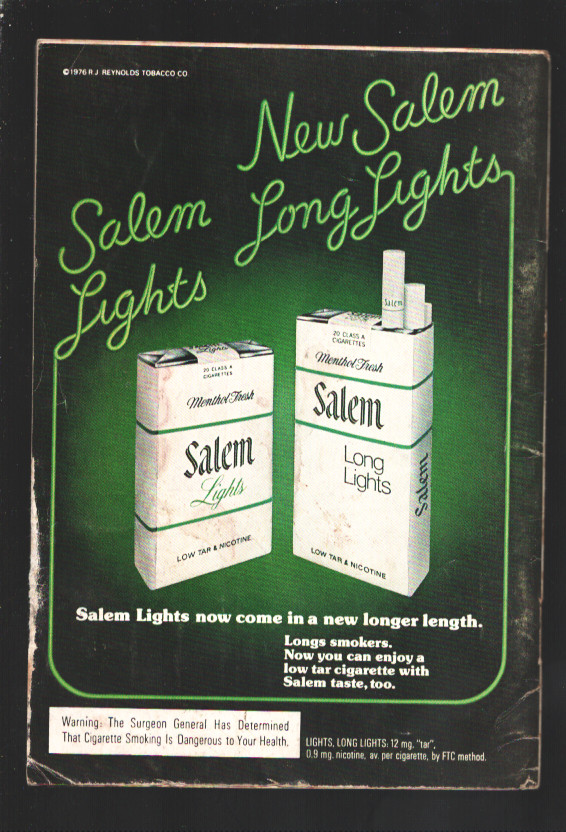 ©1976 R J REYNOLDS TOBACCO CO
New Salem
Long Lights
Salem
Lights
Lights
20 CLASS A
CIGARETTES
Menthol Fresh
Salem
Lights
LOW TAR & NICOTINE
Salem
20 CLASS A
CIGARETTES
Menthol Fresh
Salem
Long
Lights
Salem
LOW TAR & NICOTINE
Salem Lights now come in a new longer length.
Longs smokers.
Now you can enjoy a
low tar cigarette with
Salem taste, too.
Warning: The Surgeon General Has Determined
That Cigarette Smoking Is Dangerous to Your Health.
LIGHTS, LONG LIGHTS: 12 mg. "tar",
0.9 mg. nicotine, av. per cigarette, by FTC method.